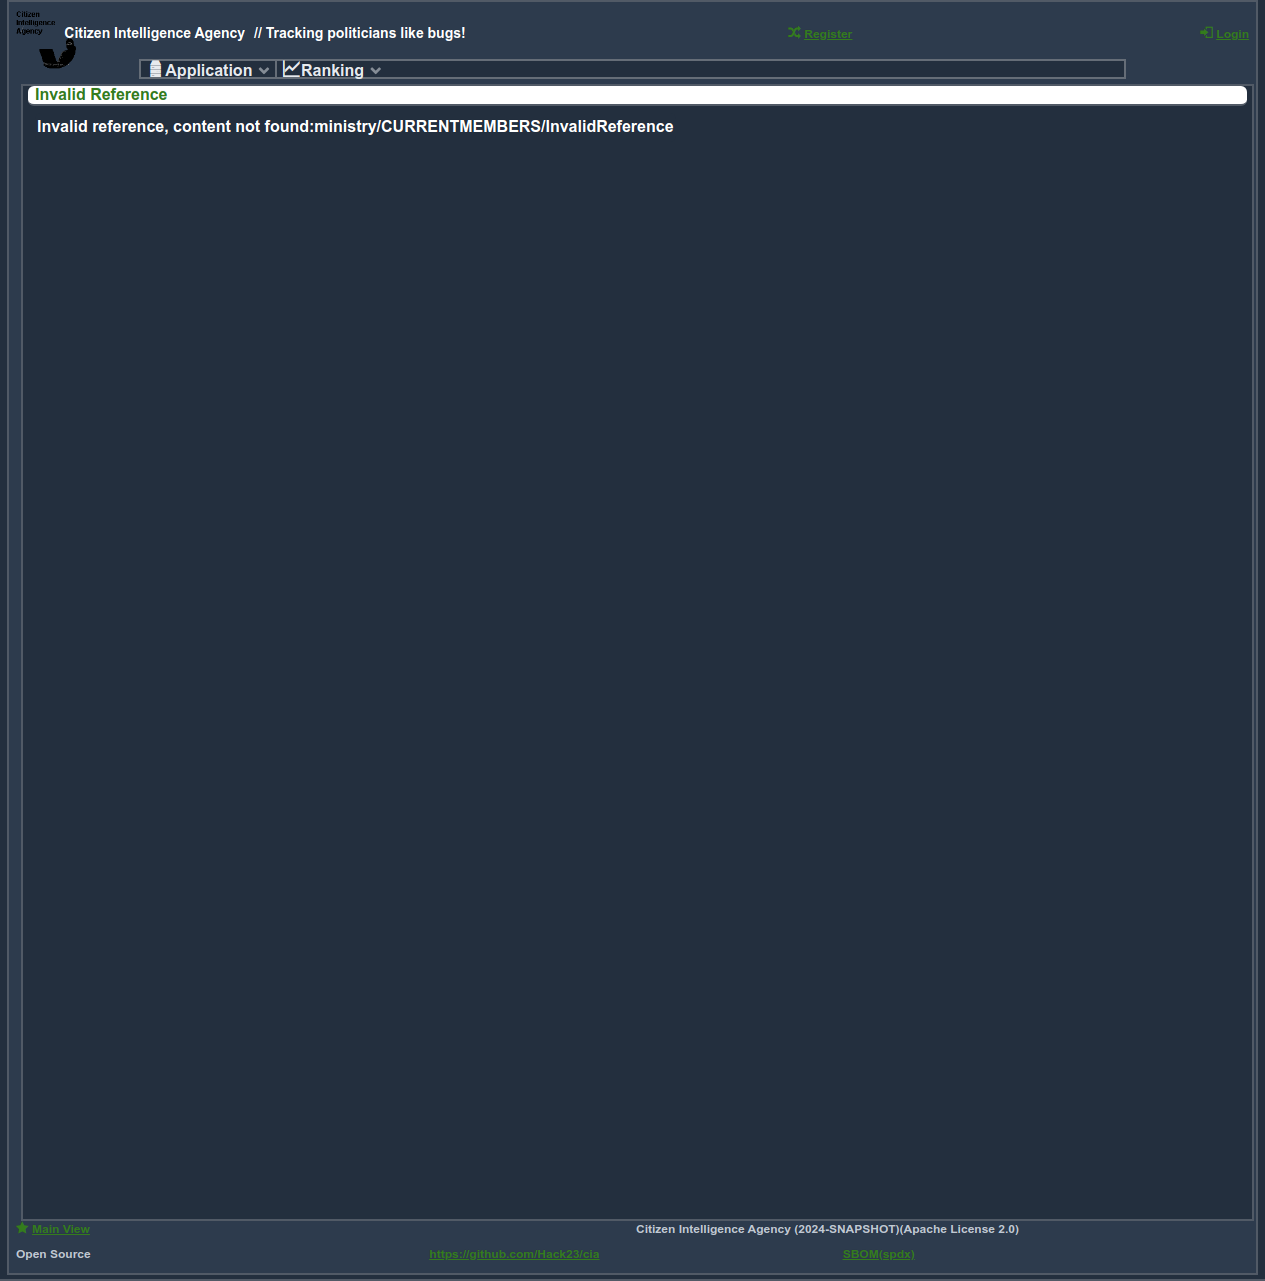 Citizen
Intelligence
Agency
Citizen Intelligence Agency // Tracking politicians like bugs!
Register
Login
Application
Ranking
Invalid Reference
Invalid reference, content not found:ministry/CURRENTMEMBERS/InvalidReference
Main View
Citizen Intelligence Agency (2024-SNAPSHOT)(Apache License 2.0)
Open Source
https://github.com/Hack23/cia
SBOM(spdx)